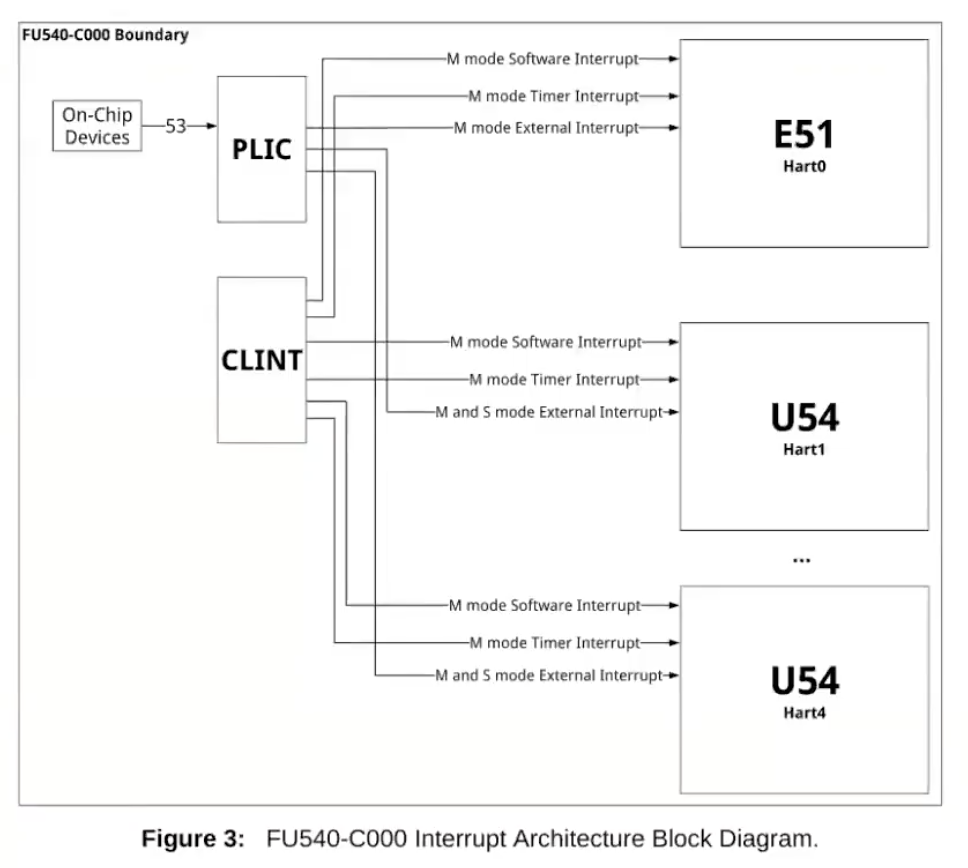 FU540-C000 Boundary
On-Chip
Devices
53
PLIC
M mode Software Interrupt
M mode Timer Interrupt
M mode External Interrupt
E51
Hart0
CLINT
M mode Software Interrupt
M mode Timer Interrupt
M and S mode External Interrupt
U54
Hart1
...
M mode Software Interrupt
M mode Timer Interrupt
M and S mode External Interrupt
U54
Hart4
Figure 3: FU540-C000 Interrupt Architecture Block Diagram.